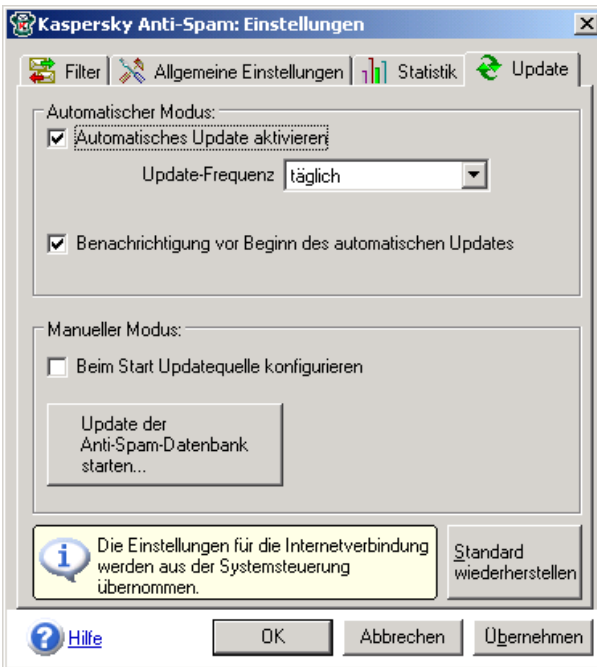 Kaspersky Anti-Spam: Einstellungen
Filter
Allgemeine Einstellungen
Statistik
Update
Automatischer Modus:
Automatisches Update aktivieren
Update-Frequenz
täglich
Benachrichtigung vor Beginn des automatischen Updates
Manueller Modus:
Beim Start Updatequelle konfigurieren
Update der
Anti-Spam-Datenbank
starten...
Die Einstellungen für die Internetverbindung
werden aus der Systemsteuerung
übernommen.
Standard
wiederherstellen
Hilfe
OK
Abbrechen
Übernehmen